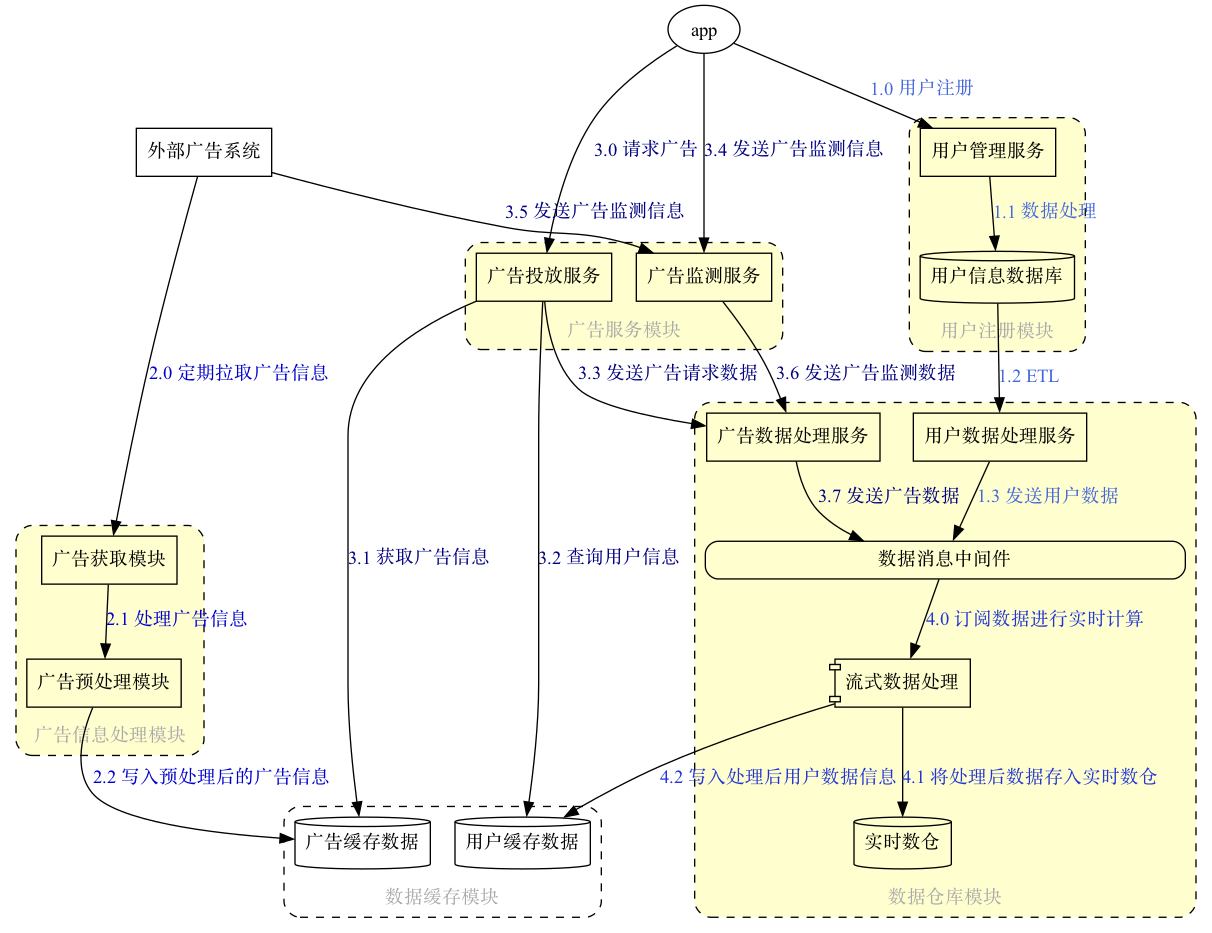 app
1.0 用户注册
外部广告系统
3.0 请求广告
3.4 发送广告监测信息
用户管理服务
3.5 发送广告监测信息
1.1 数据处理
广告投放服务
广告监测服务
用户信息数据库
广告服务模块
用户注册模块
2.0 定期拉取广告信息
3.3 发送广告请求数据
3.6 发送广告监测数据
1.2 ETL
广告数据处理服务
用户数据处理服务
3.7 发送广告数据
1.3 发送用户数据
广告获取模块
3.1 获取广告信息
3.2 查询用户信息
数据消息中间件
2.1 处理广告信息
4.0 订阅数据进行实时计算
广告预处理模块
流式数据处理
广告信息处理模块
2.2 写入预处理后的广告信息
4.2 写入处理后用户数据信息
4.1 将处理后数据存入实时数仓
广告缓存数据
用户缓存数据
实时数仓
数据缓存模块
数据仓库模块